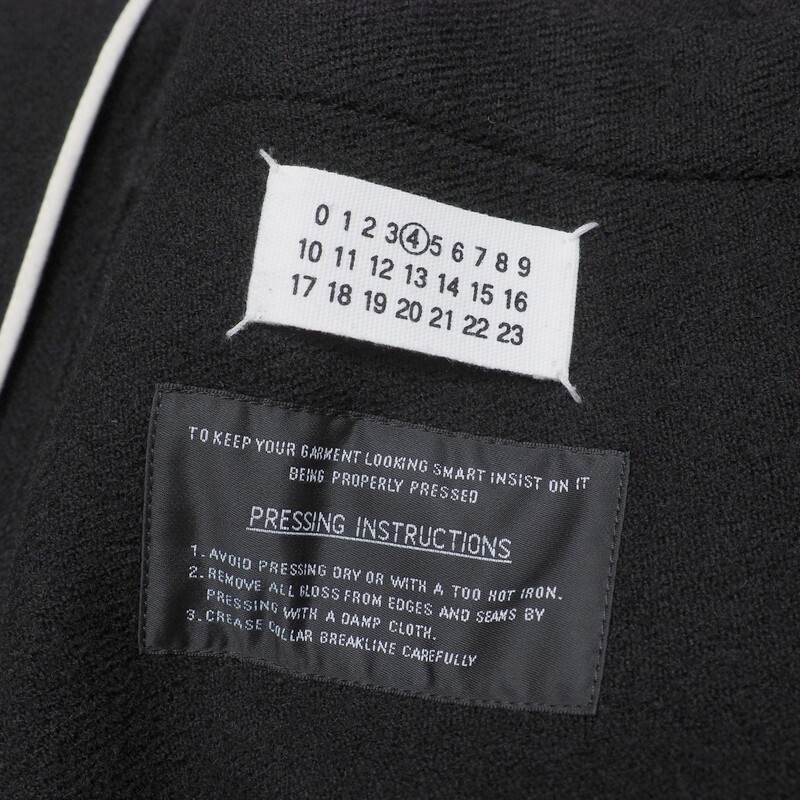 0 1 2 3 4 5 6 7 8 9
10 11 12 13 14 15 16
17 18 19 20 21 22 23
TO KEEP YOUR GARMENT LOOKING SMART INSIST ON IT
BEING PROPERLY PRESSED
PRESSING INSTRUCTIONS
1. AVOID PRESSING DRY OR WITH A TOO HOT IRON.
2. REMOVE ALL GLOSS FROM EDGES AND SEAMS BY
PRESSING WITH A DAMP CLOTH.
3. CREASE COLLAR BREAKLINE CAREFULLY